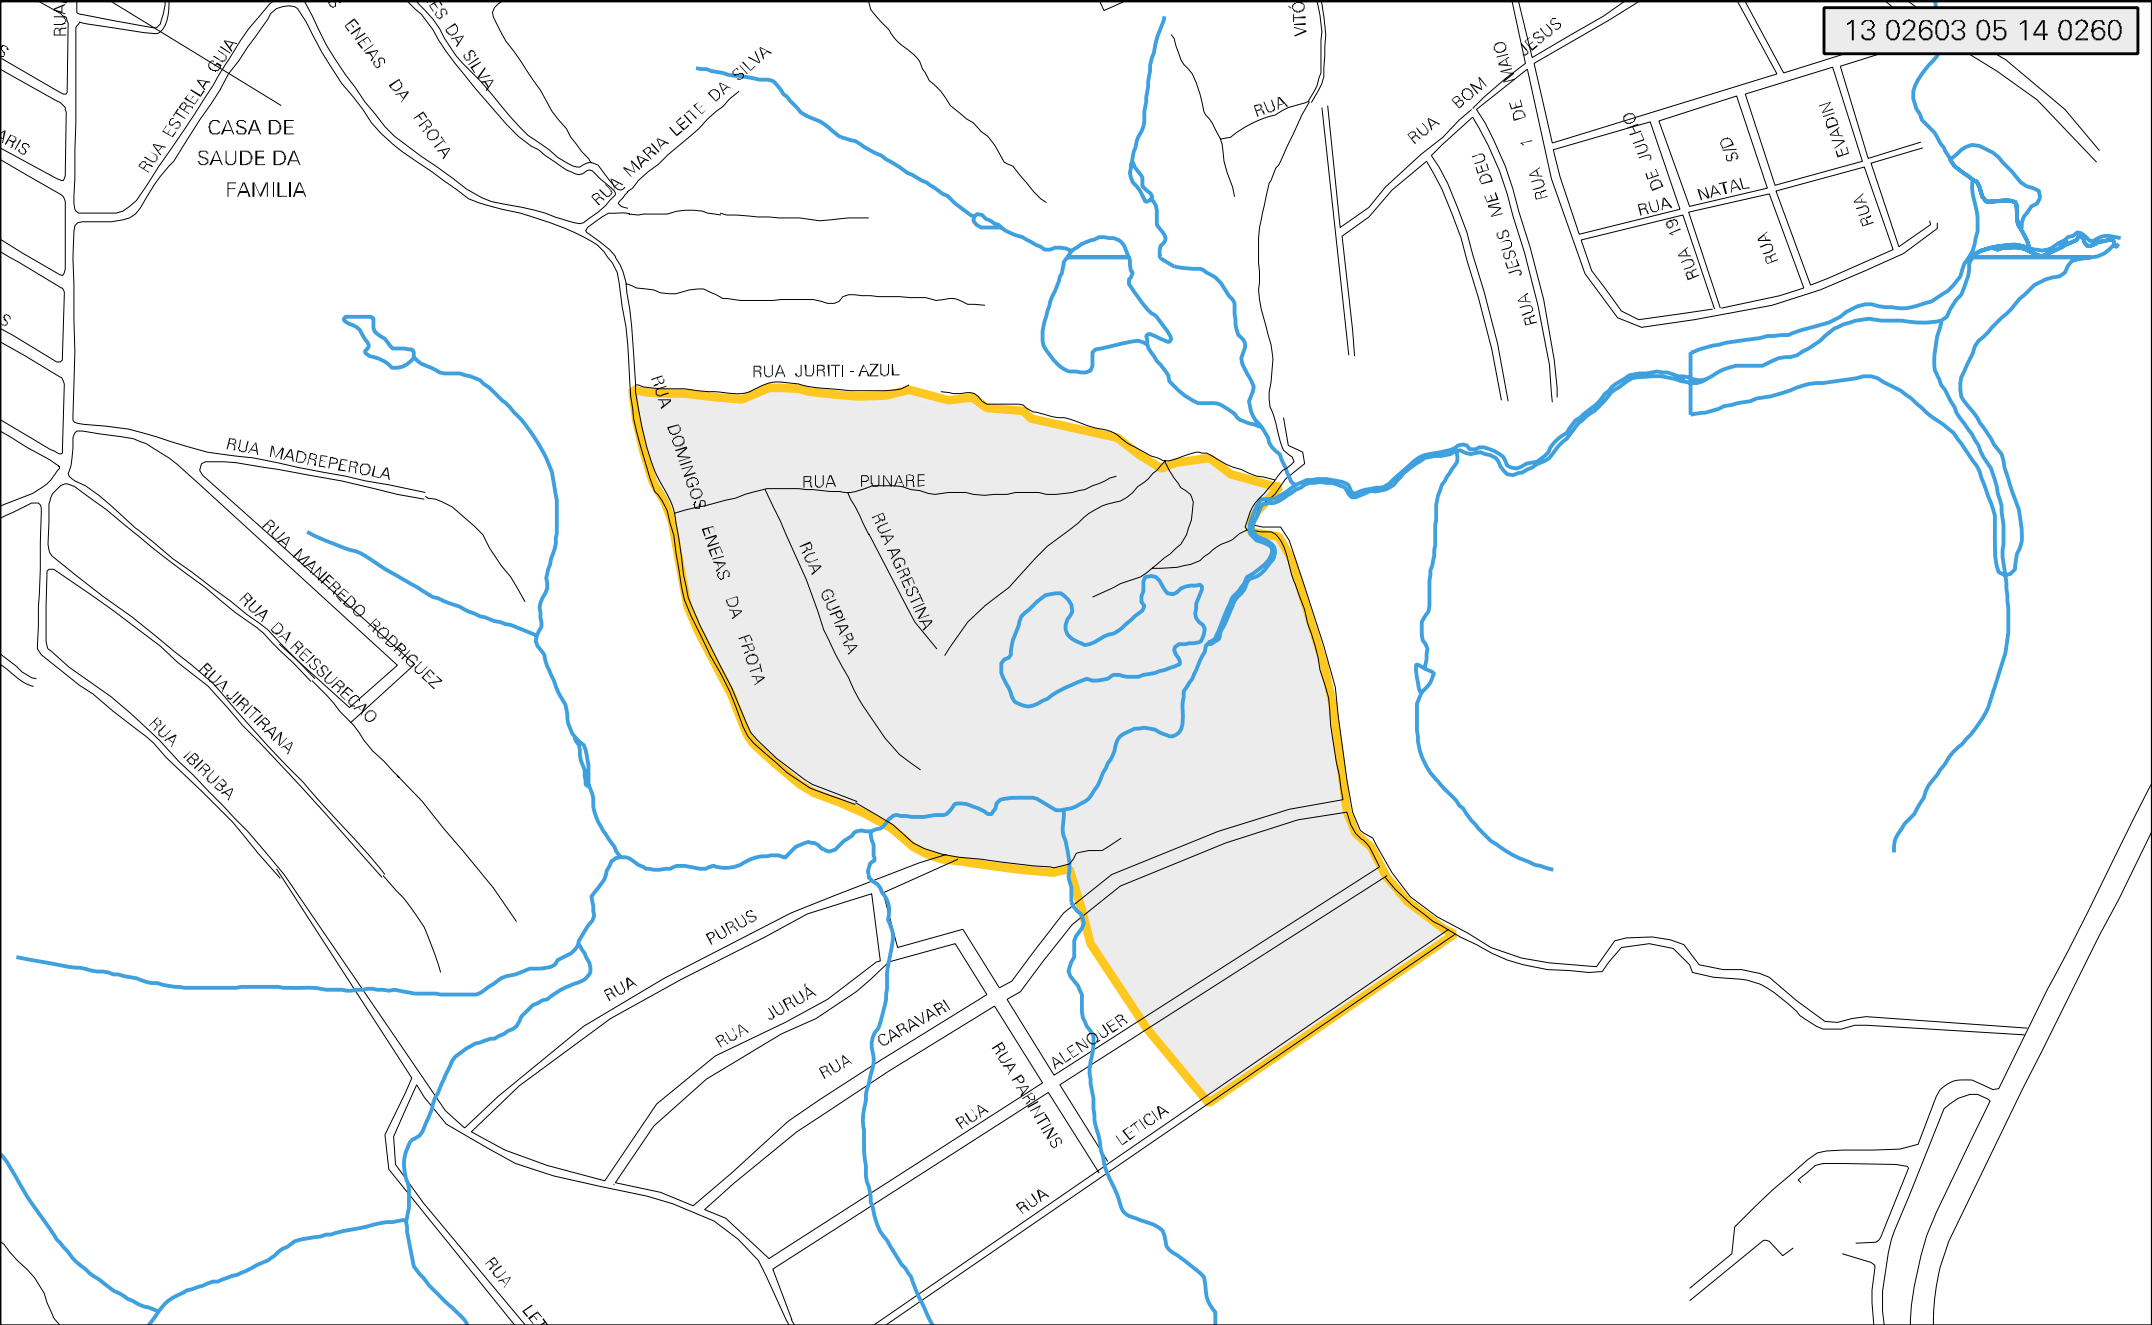 13 02603 05 14 0260
RUA
ES DA SILVA
ENEIAS DA FROTA
RUA ESTRELA GUIA
CASA DE
SAUDE DA
FAMILIA
RUA MARIA LEITE DA SILVA
RUA
RUA BOM JESUS
RUA 1 DE MAIO
RUA JESUS ME DEU
RUA 19 DE JULHO
S/D
RUA
EVADIN
RUA
RUA NATAL
ARIS
RUA JURITI - AZUL
RUA DOMINGOS ENEIAS DA FROTA
RUA PUNARE
RUA AGRESTINA
RUA GUPIARA
RUA MADREPEROLA
RUA MANFREDO RODRIGUEZ
RUA DA REISSUREÇAO
RUA JIRITIRANA
RUA IBIRUBA
RUA PURUS
RUA JURUÁ
RUA CARAVARI
RUA PARINTINS
RUA ALENQUER
RUA LETICIA
RUA LET